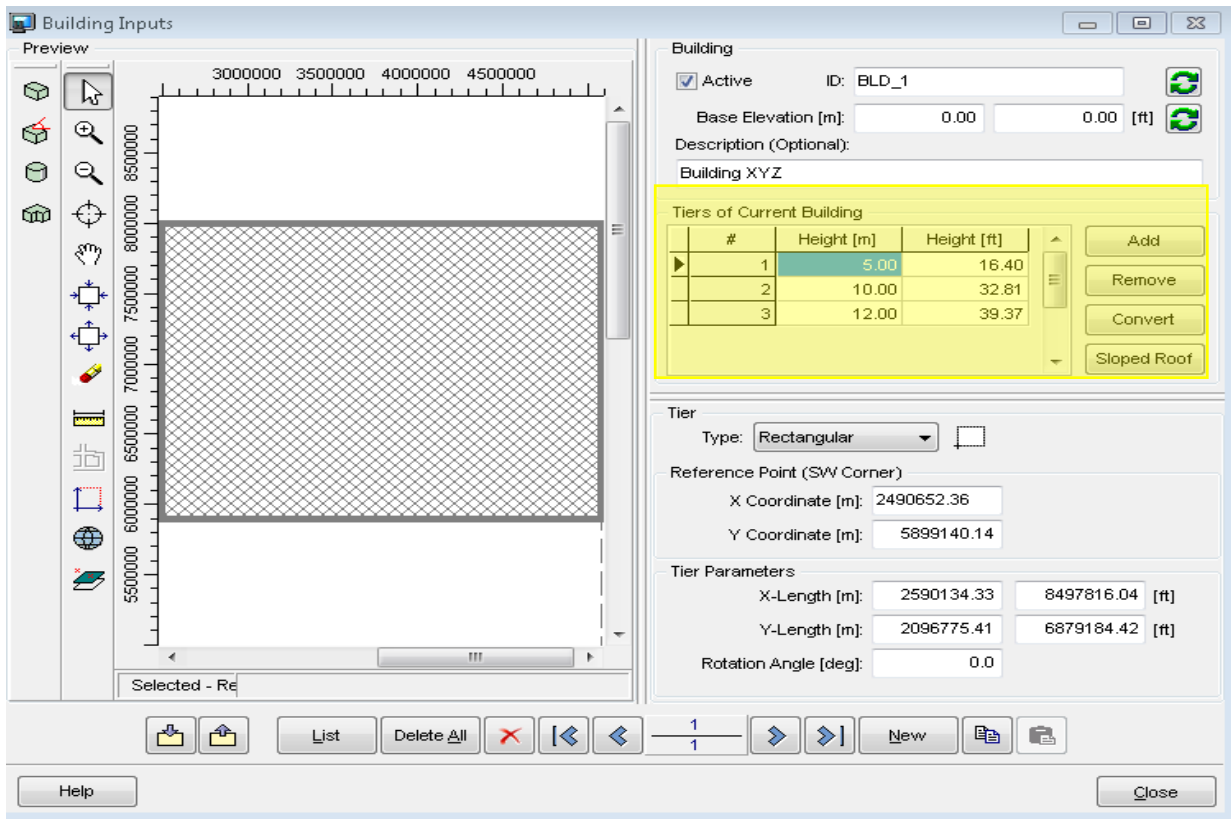 Building Inputs
Preview
3000000 3500000 4000000 4500000
8500000
8000000
7500000
7000000
6500000
6000000
5500000
Selected - Re
Building
Active ID: BLD_1
Base Elevation [m]: 0.00 0.00 [ft]
Description (Optional):
Building XYZ
Tiers of Current Building
# Height [m] Height [ft]
1 5.00 16.40
2 10.00 32.81
3 12.00 39.37
Add
Remove
Convert
Sloped Roof
Tier
Type: Rectangular
Reference Point (SW Corner)
X Coordinate [m]: 2490652.36
Y Coordinate [m]: 5899140.14
Tier Parameters
X-Length [m]: 2590134.33 8497816.04 [ft]
Y-Length [m]: 2096775.41 6879184.42 [ft]
Rotation Angle [deg]: 0.0
List Delete All 1 New
1
Help Close